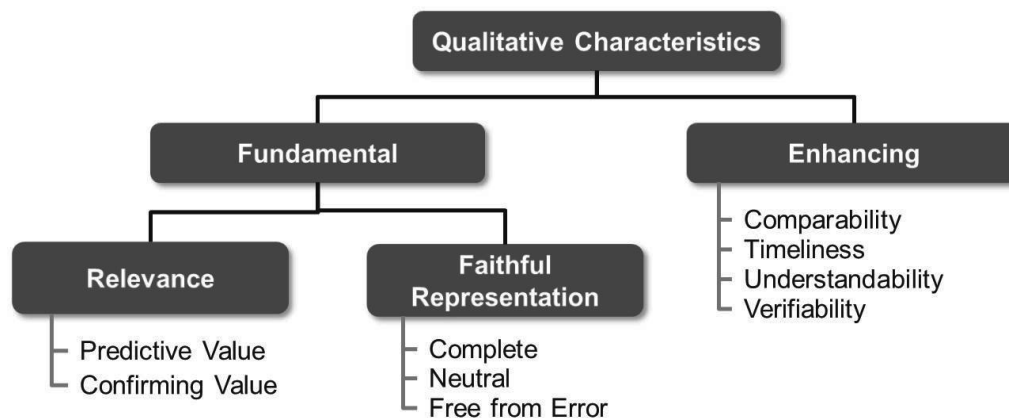 Qualitative Characteristics
Fundamental
Enhancing
Comparability
Timeliness
Understandability
Verifiability
Relevance
Faithful
Representation
Predictive Value
Confirming Value
Complete
Neutral
Free from Error